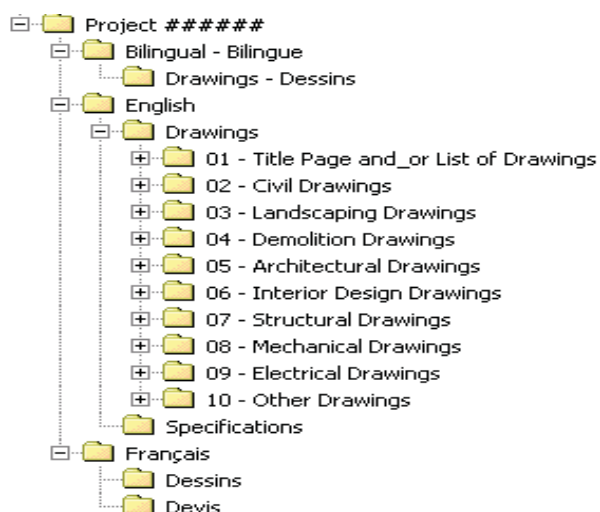 Project ######
Bilingual - Bilingue
Drawings - Dessins
English
Drawings
01 - Title Page and_or List of Drawings
02 - Civil Drawings
03 - Landscaping Drawings
04 - Demolition Drawings
05 - Architectural Drawings
06 - Interior Design Drawings
07 - Structural Drawings
08 - Mechanical Drawings
09 - Electrical Drawings
10 - Other Drawings
Specifications
Français
Dessins
Devis